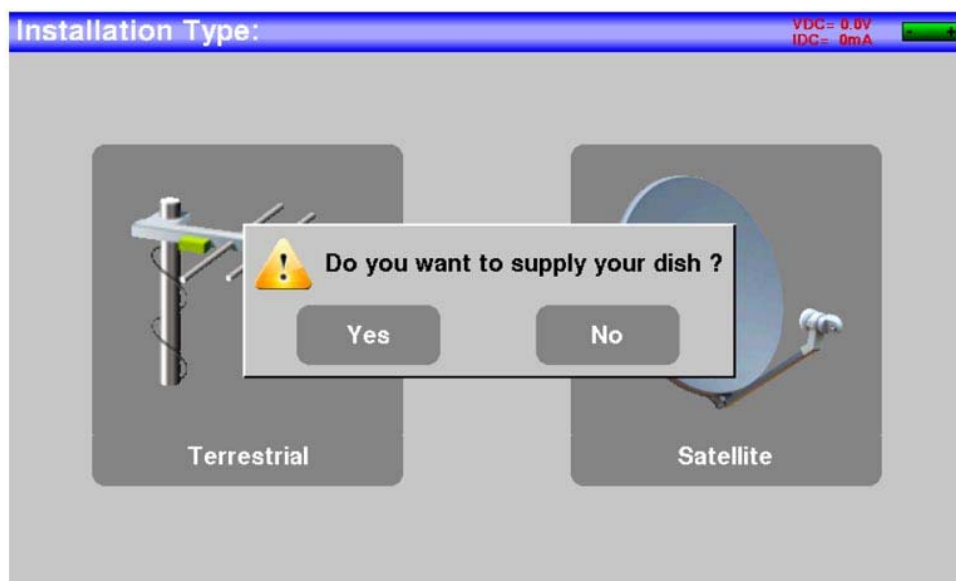 Installation Type:
VDC= 0.0V
IDC= 0mA
- +
Do you want to supply your dish ?
Yes
No
Terrestrial
Satellite